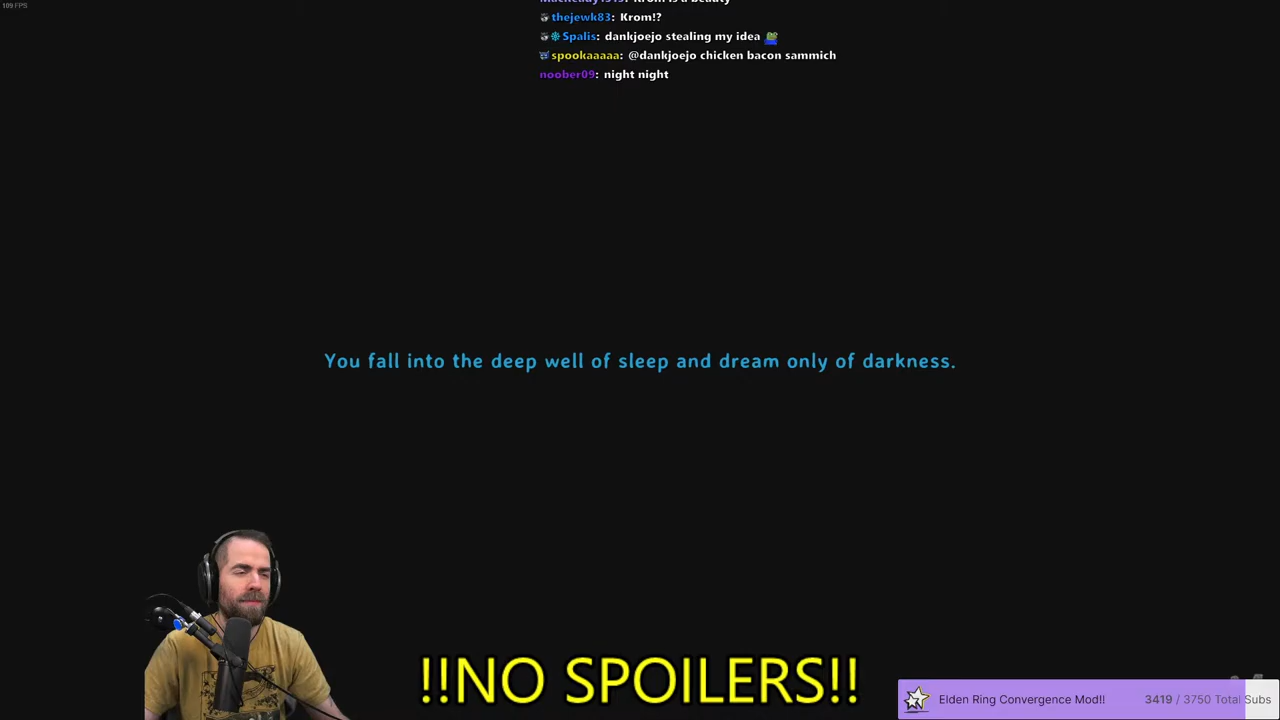 109 FPS
thejewk83: Krom!?
Spalis: dankjoejo stealing my idea
spookaaaaa: @dankjoejo chicken bacon sammich
noober09: night night
You fall into the deep well of sleep and dream only of darkness.
!!NO SPOILERS!!
Elden Ring Convergence Mod!! 3419 / 3750 Total Subs